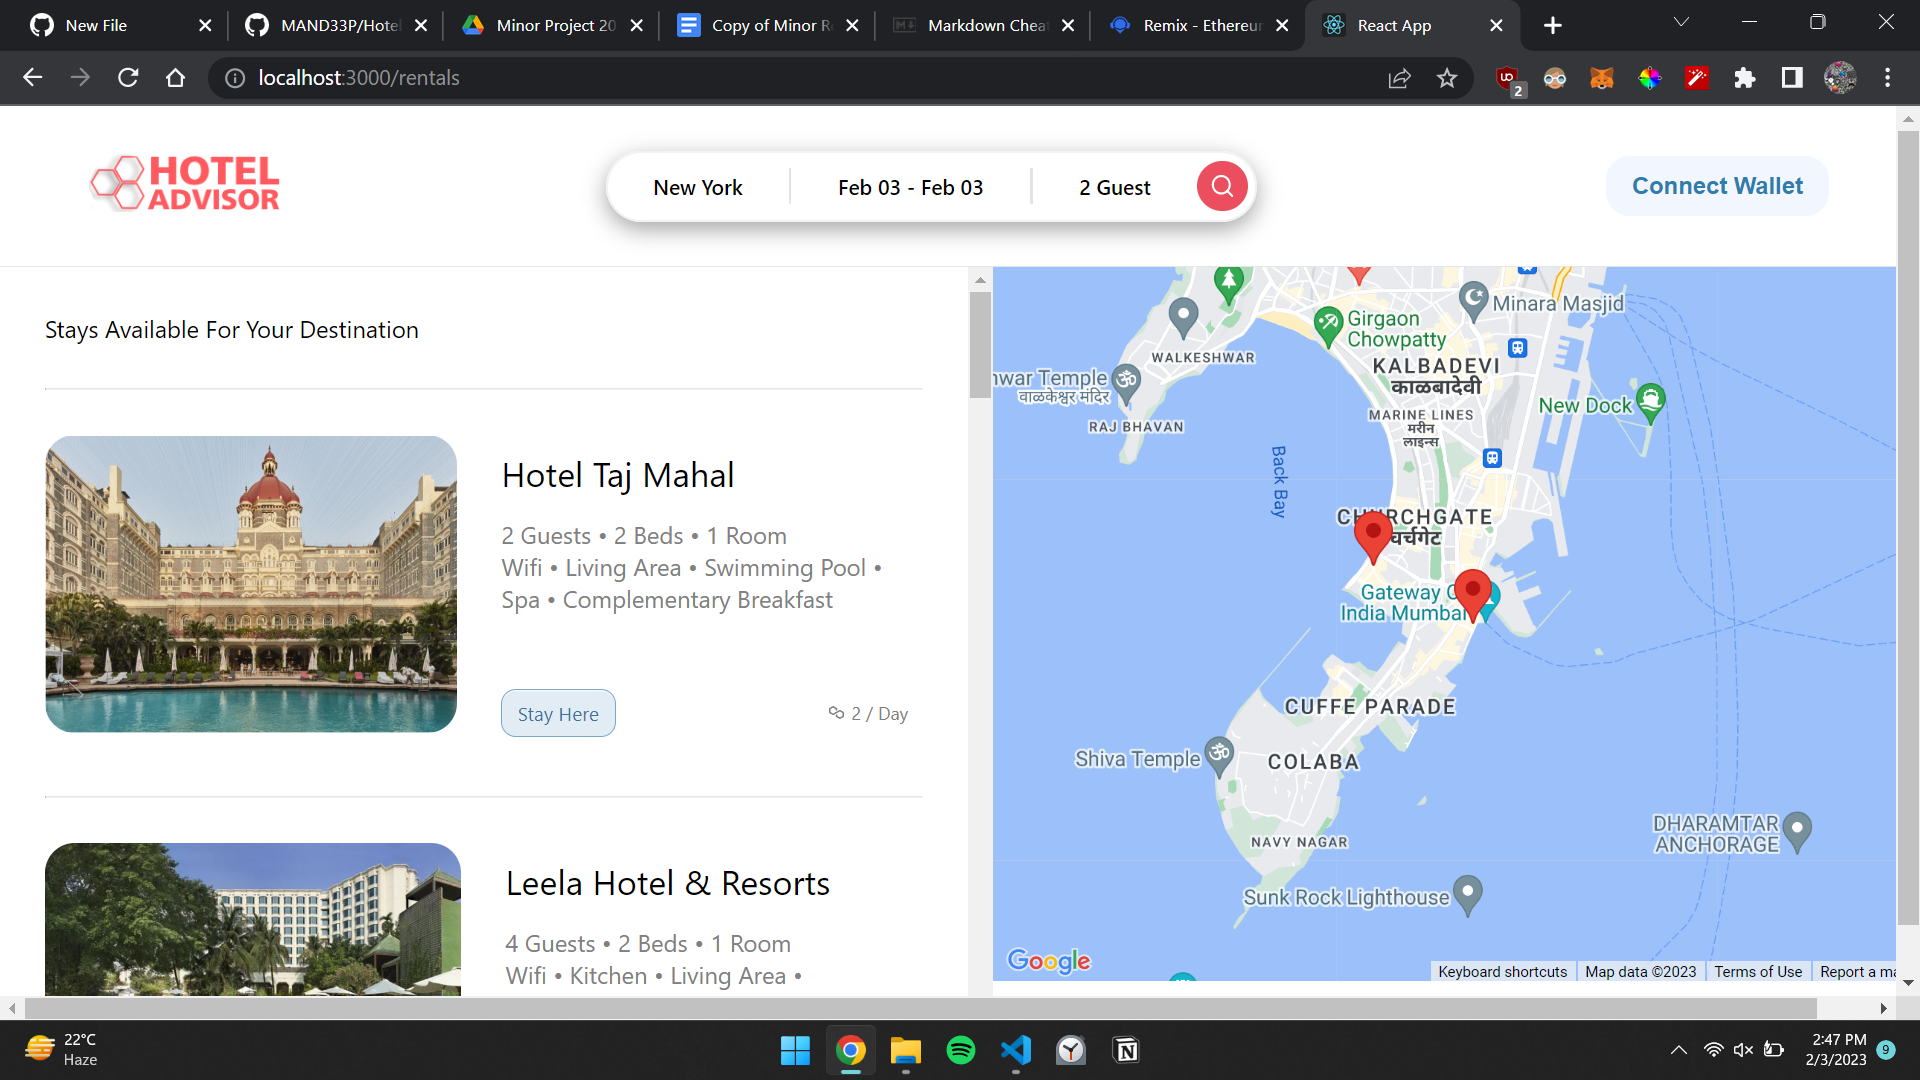 New File
MAND33P/Hotel
Minor Project 20
Copy of Minor R
Markdown Chea
Remix - Ethereur
React App
localhost:3000/rentals
2
HOTEL
ADVISOR
New York
Feb 03 - Feb 03
2 Guest
Connect Wallet
Stays Available For Your Destination
Hotel Taj Mahal
2 Guests • 2 Beds • 1 Room
Wifi • Living Area • Swimming Pool •
Spa • Complementary Breakfast
Stay Here
2 / Day
Leela Hotel & Resorts
4 Guests • 2 Beds • 1 Room
Wifi • Kitchen • Living Area •
Minara Masjid
Girgaon
Chowpatty
WALKESHWAR
KALBADEVI
काळबादेवी
war Temple
वाळकेश्वर मंदिर
New Dock
MARINE LINES
मरीन
लाइन्स
RAJ BHAVAN
Back Bay
CHURCHGATE
चर्चगेट
Gateway
India Mumbai
CUFFE PARADE
Shiva Temple
COLABA
DHARAMTAR
ANCHORAGE
NAVY NAGAR
Sunk Rock Lighthouse
Google
Keyboard shortcuts
Map data ©2023
Terms of Use
Report a ma
22°C
Haze
2:47 PM
2/3/2023
9